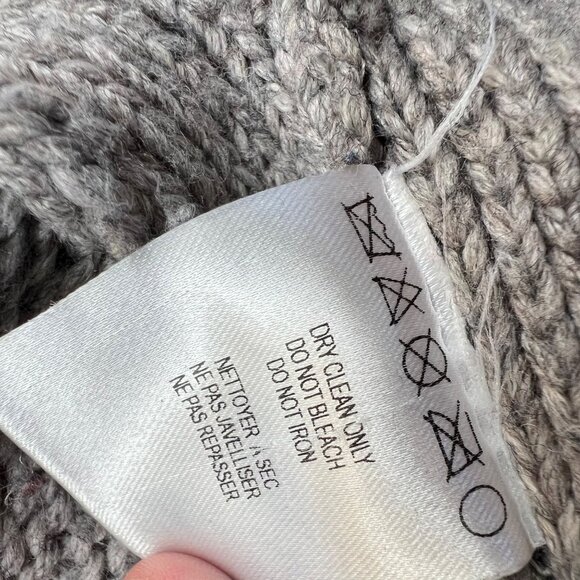 DRY CLEAN ONLY
DO NOT BLEACH
DO NOT IRON
NETTOYER A SEC
NE PAS JAVELLISER
NE PAS REPASSER